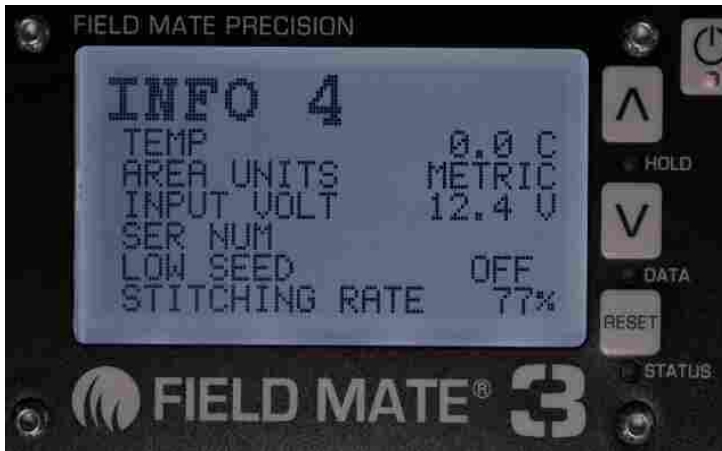 FIELD MATE PRECISION
INFO 4
TEMP 0.0 C
AREA UNITS METRIC
INPUT VOLT 12.4 V
SER NUM
LOW SEED OFF
STITCHING RATE 77%
HOLD
DATA
RESET
STATUS
FIELD MATE® 3